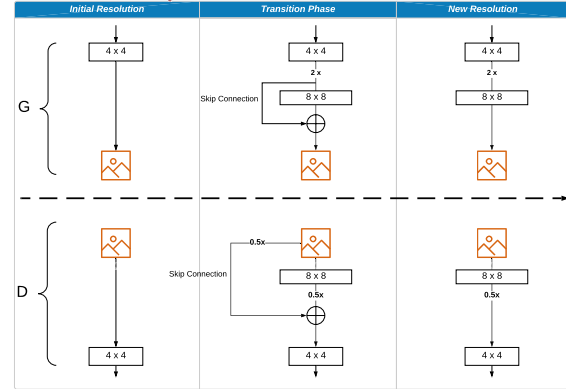 Initial Resolution
Transition Phase
New Resolution
G
4 x 4
4 x 4
2 x
Skip Connection
8 x 8
4 x 4
2 x
8 x 8
D
4 x 4
0.5x
Skip Connection
8 x 8
0.5x
4 x 4
8 x 8
0.5x
4 x 4